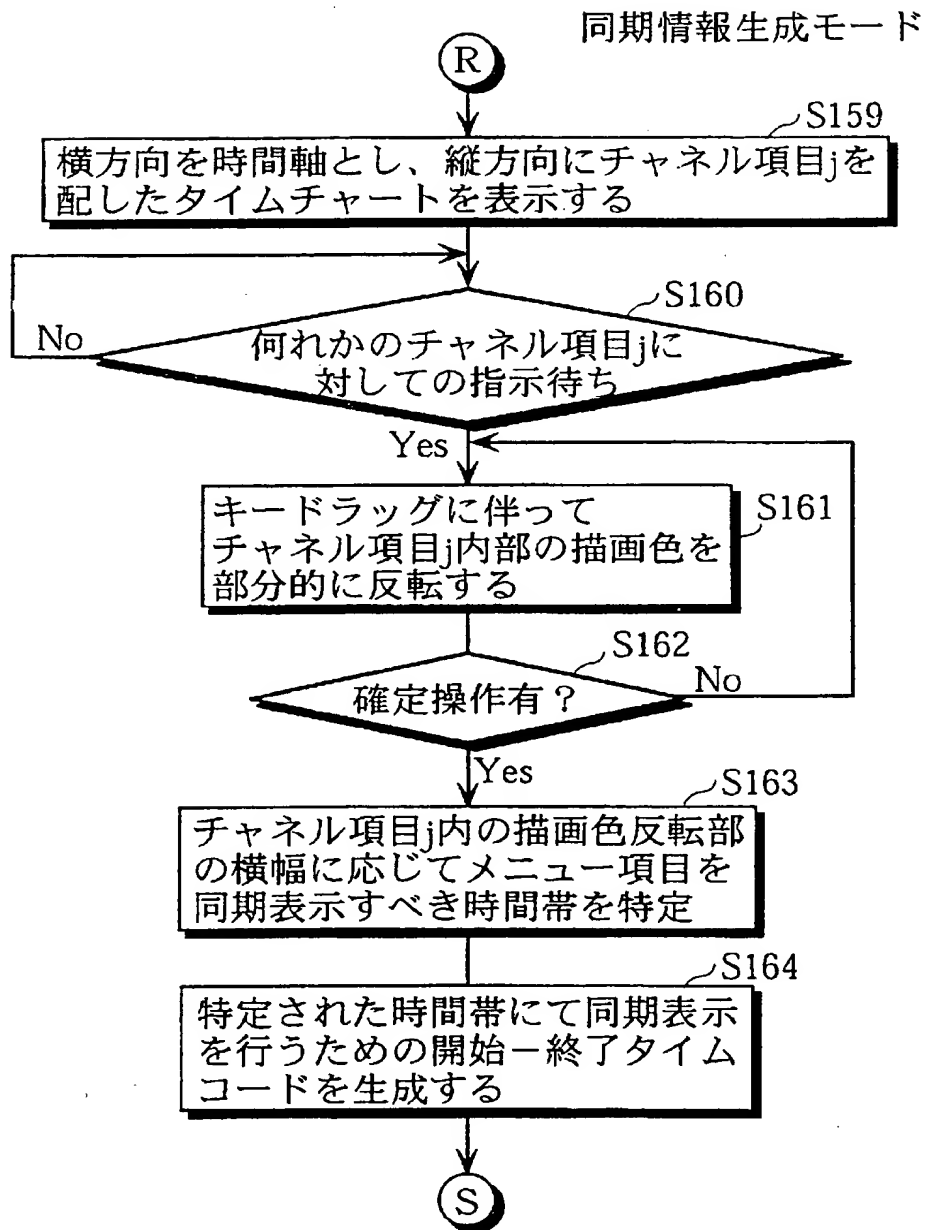 同期情報生成モード
R
S159
横方向を時間軸とし、縦方向にチャネル項目jを
配したタイムチャートを表示する
S160
No
何れかのチャネル項目jに
対しての指示待ち
Yes
S161
キードラッグに伴って
チャネル項目j内部の描画色を
部分的に反転する
S162
確定操作有？
No
Yes
S163
チャネル項目j内の描画色反転部
の横幅に応じてメニュー項目を
同期表示すべき時間帯を特定
S164
特定された時間帯にて同期表示
を行うための開始－終了タイム
コードを生成する
S